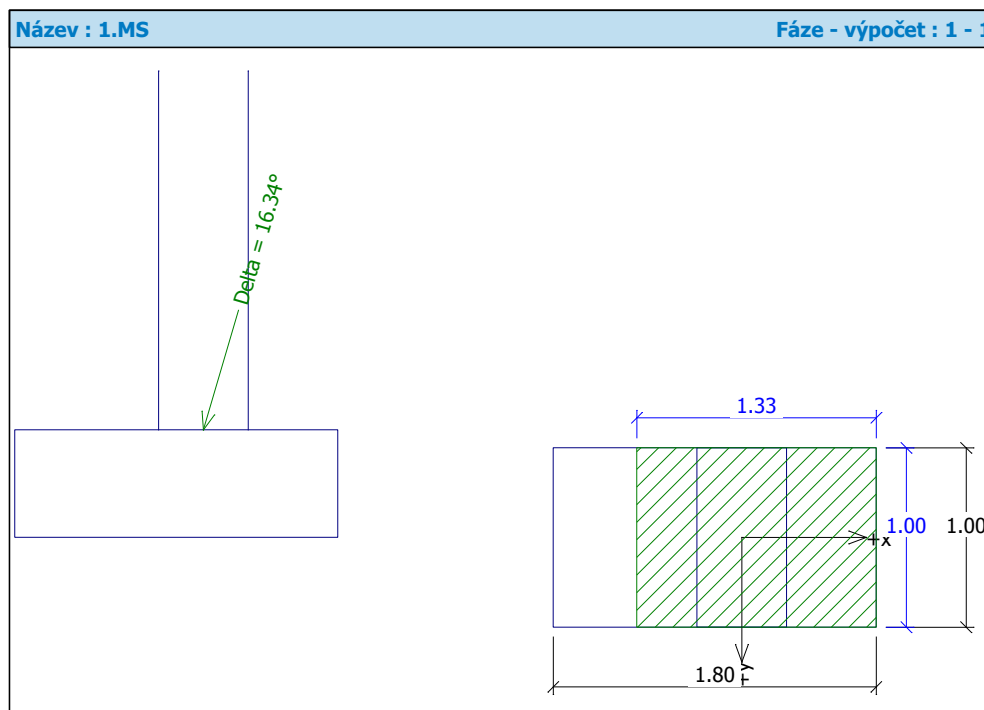 Název : 1.MS
Fáze - výpočet : 1 - 1
Delta = 16.34°
1.33
1.00
1.00
+x
1.80
+y